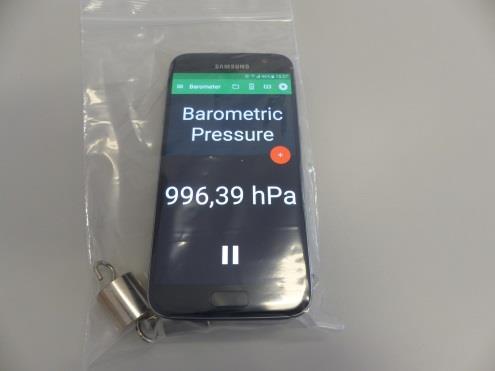 SAMSUNG
Barometer
Barometric
Pressure
996,39 hPa